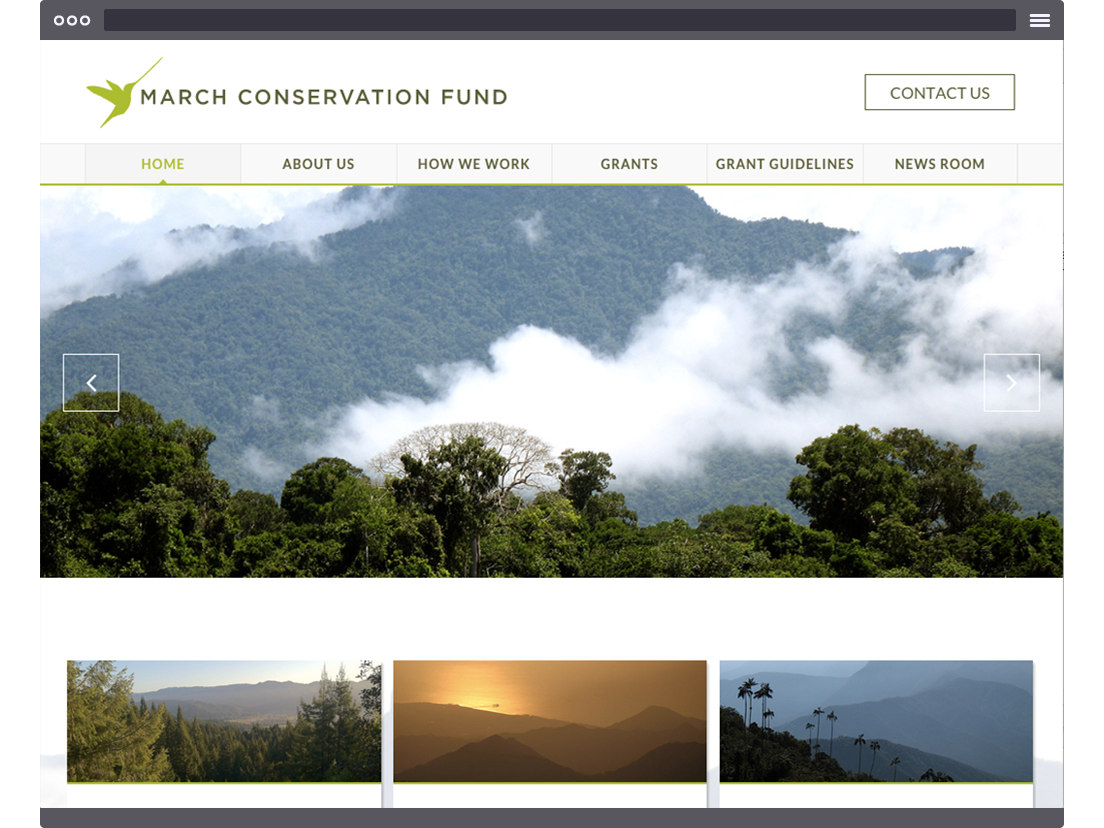 MARCH CONSERVATION FUND
CONTACT US
HOME ABOUT US HOW WE WORK GRANTS GRANT GUIDELINES NEWS ROOM